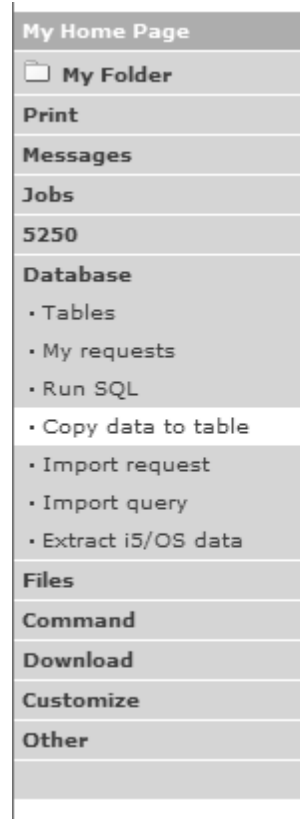 My Home Page
My Folder
Print
Messages
Jobs
5250
Database
· Tables
· My requests
· Run SQL
· Copy data to table
· Import request
· Import query
· Extract i5/OS data
Files
Command
Download
Customize
Other